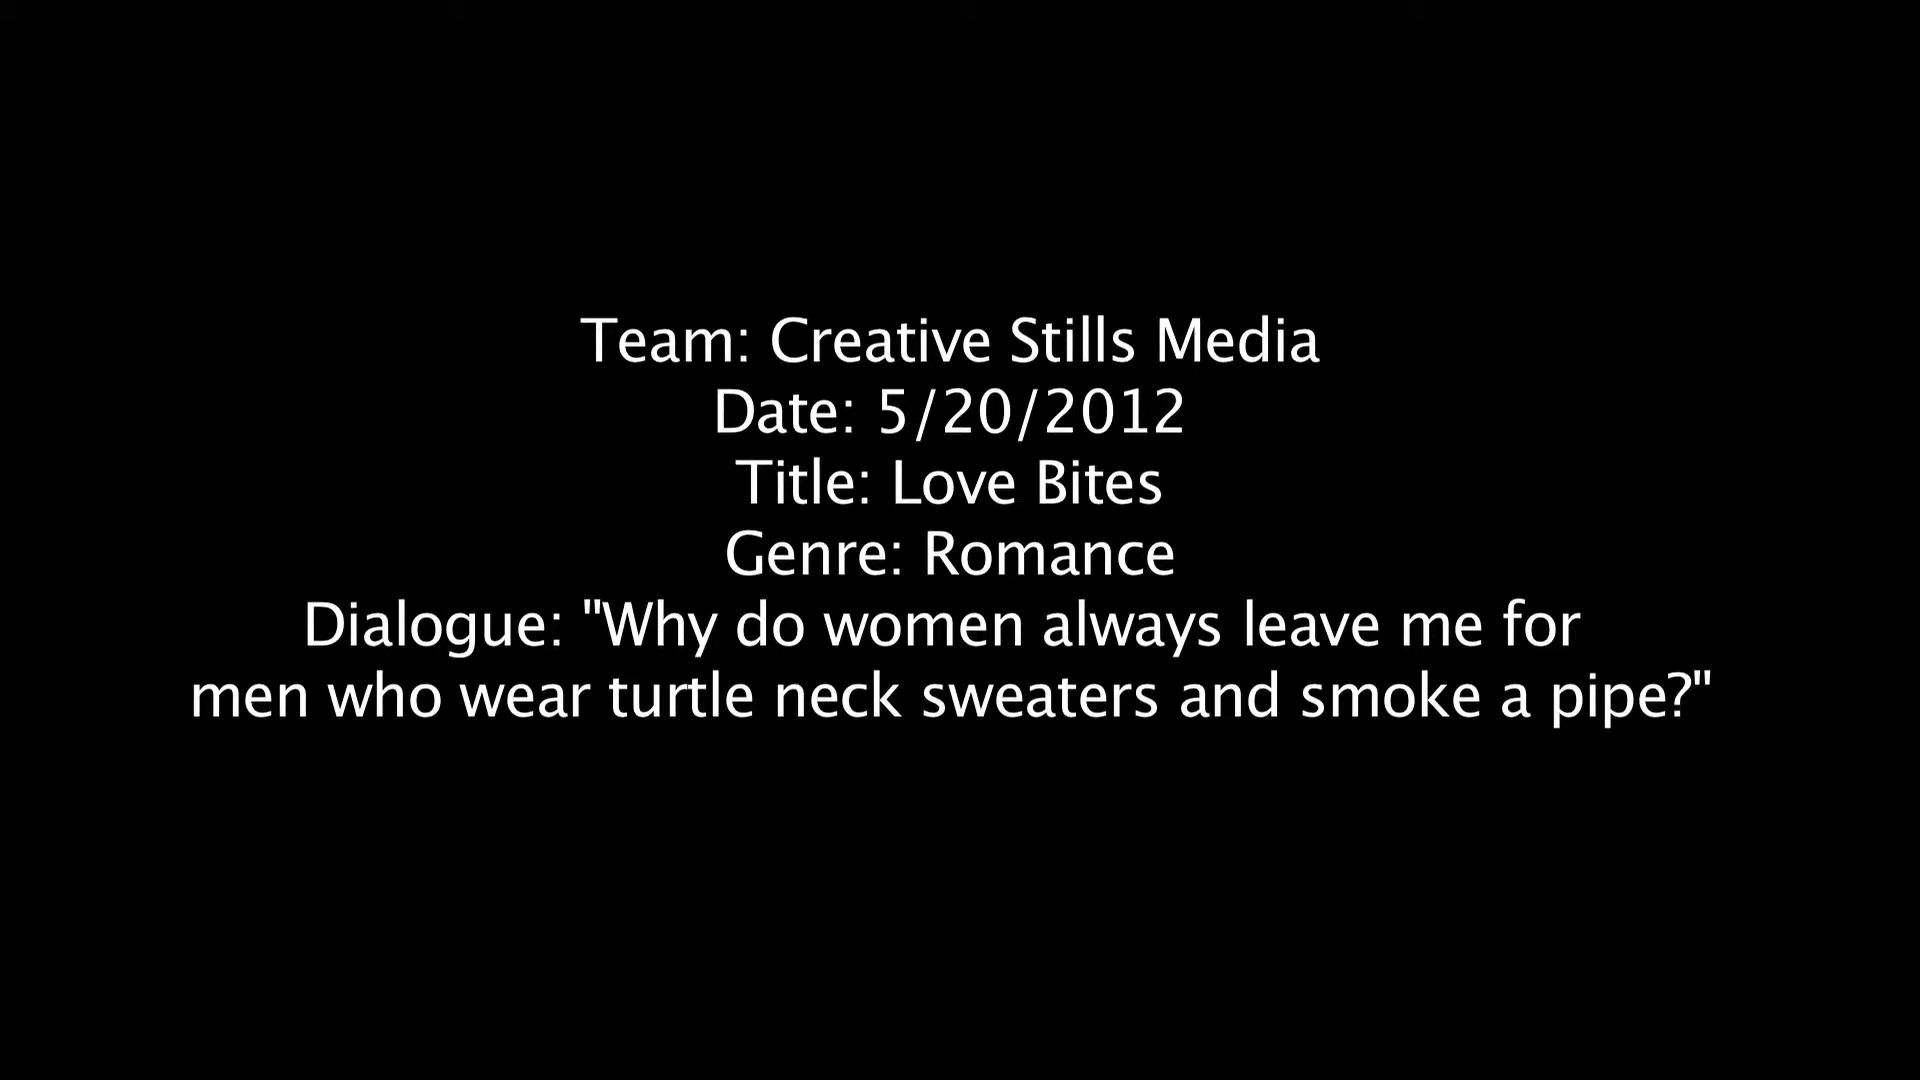 Team: Creative Stills Media
Date: 5/20/2012
Title: Love Bites
Genre: Romance
Dialogue: "Why do women always leave me for
men who wear turtle neck sweaters and smoke a pipe?"